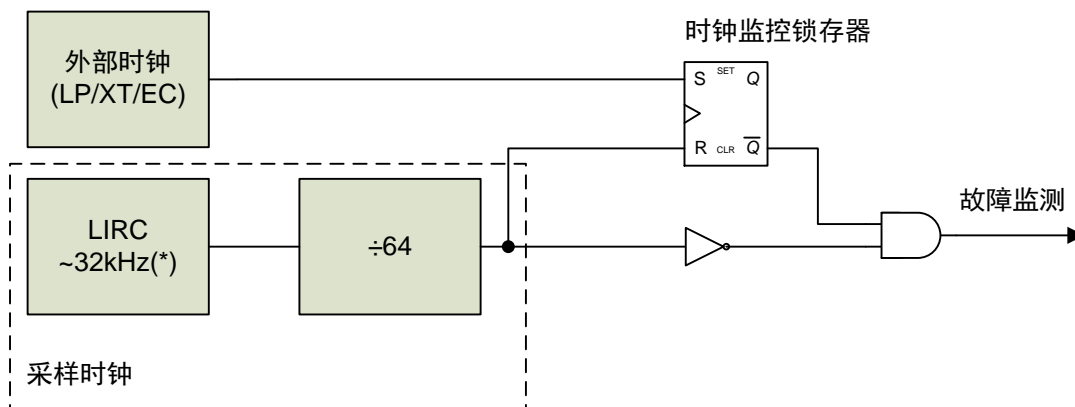 外部时钟
(LP/XT/EC)
时钟监控锁存器
S SET Q
R CLR Q
LIRC
~32kHz(*)
÷64
故障监测
采样时钟